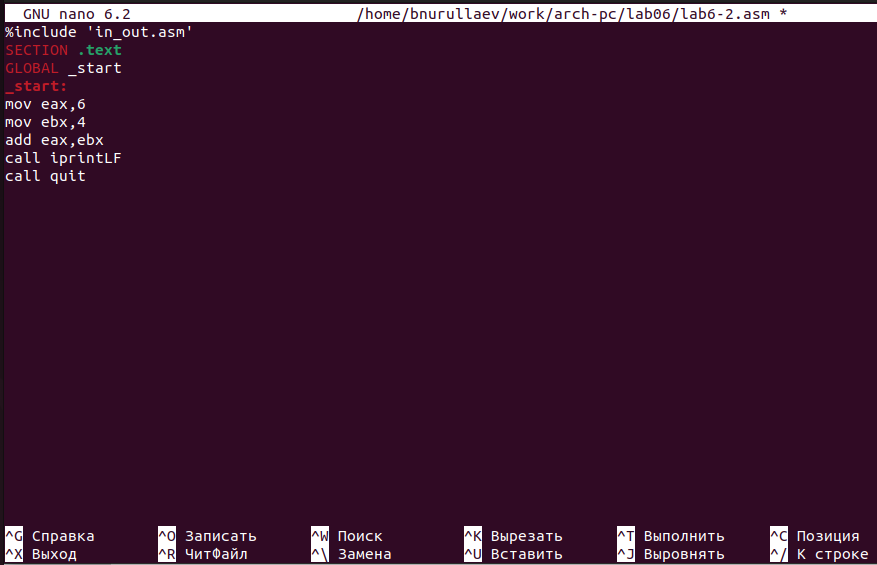 GNU nano 6.2 /home/bnurullaev/work/arch-pc/lab06/lab6-2.asm *
%include 'in_out.asm'
SECTION .text
GLOBAL _start
_start:
mov eax,6
mov ebx,4
add eax,ebx
call iprintLF
call quit
^G Справка ^O Записать ^W Поиск ^K Вырезать ^T Выполнить ^C Позиция
^X Выход ^R ЧитФайл ^\ Замена ^U Вставить ^J Выровнять ^/ К строке